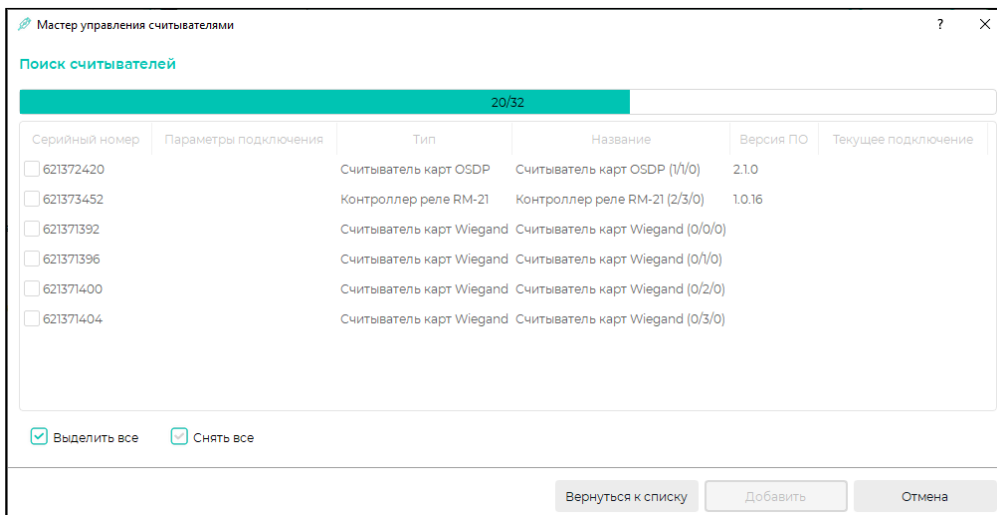 Мастер управления считывателями ?
Поиск считывателей
20/32
Серийный номер Параметры подключения Тип Название Версия ПО Текущее подключение
621372420 Считыватель карт OSDP Считыватель карт OSDP (1/1/0) 2.1.0
621373452 Контроллер реле RM-21 Контроллер реле RM-21 (2/3/0) 1.0.16
621371392 Считыватель карт Wiegand Считыватель карт Wiegand (0/0/0)
621371396 Считыватель карт Wiegand Считыватель карт Wiegand (0/1/0)
621371400 Считыватель карт Wiegand Считыватель карт Wiegand (0/2/0)
621371404 Считыватель карт Wiegand Считыватель карт Wiegand (0/3/0)
Выделить все Снять все
Вернуться к списку Добавить Отмена